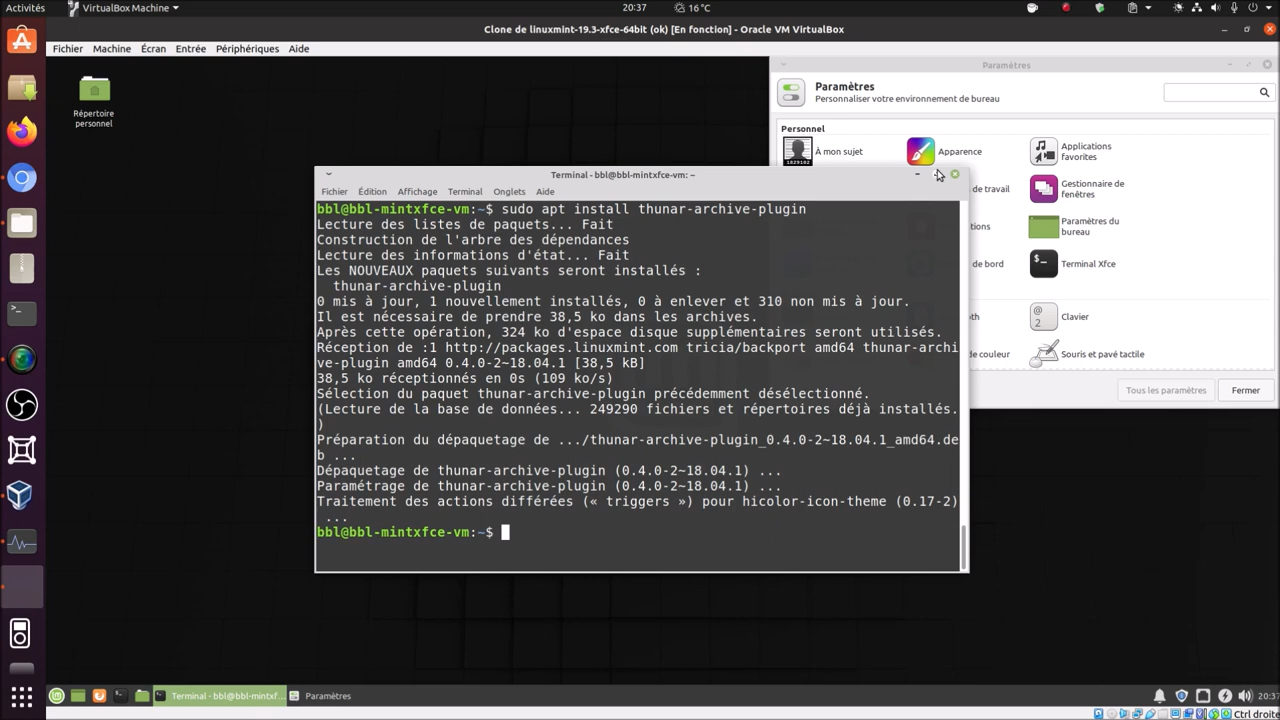 Activités
VirtualBox Machine
20:37
16 °C
Clone de linuxmint-19.3-xfce-64bit (ok) [En fonction] - Oracle VM VirtualBox
Fichier Machine Écran Entrée Périphériques Aide
Répertoire
personnel
Paramètres
Paramètres
Personnaliser votre environnement de bureau
Personnel
À mon sujet
Apparence
Applications
favorites
s de travail
Gestionnaire de
fenêtres
tions
Paramètres du
bureau
de bord
Terminal Xfce
oth
Clavier
de couleur
Souris et pavé tactile
Tous les paramètres
Fermer
Terminal - bbl@bbl-mintxfce-vm: ~
Fichier Édition Affichage Terminal Onglets Aide
bbl@bbl-mintxfce-vm:~$ sudo apt install thunar-archive-plugin
Lecture des listes de paquets... Fait
Construction de l'arbre des dépendances
Lecture des informations d'état... Fait
Les NOUVEAUX paquets suivants seront installés :
thunar-archive-plugin
0 mis à jour, 1 nouvellement installés, 0 à enlever et 310 non mis à jour.
Il est nécessaire de prendre 38,5 ko dans les archives.
Après cette opération, 324 ko d'espace disque supplémentaires seront utilisés.
Réception de :1 http://packages.linuxmint.com tricia/backport amd64 thunar-archi
ve-plugin amd64 0.4.0-2~18.04.1 [38,5 kB]
38,5 ko réceptionnés en 0s (109 ko/s)
Sélection du paquet thunar-archive-plugin précédemment désélectionné.
(Lecture de la base de données... 249290 fichiers et répertoires déjà installés.
)
Préparation du dépaquetage de .../thunar-archive-plugin_0.4.0-2~18.04.1_amd64.de
b ...
Dépaquetage de thunar-archive-plugin (0.4.0-2~18.04.1) ...
Paramétrage de thunar-archive-plugin (0.4.0-2~18.04.1) ...
Traitement des actions différées (« triggers ») pour hicolor-icon-theme (0.17-2)
...
bbl@bbl-mintxfce-vm:~$
Terminal - bbl@bbl-mintxf...
Paramètres
20:37
Ctrl droite